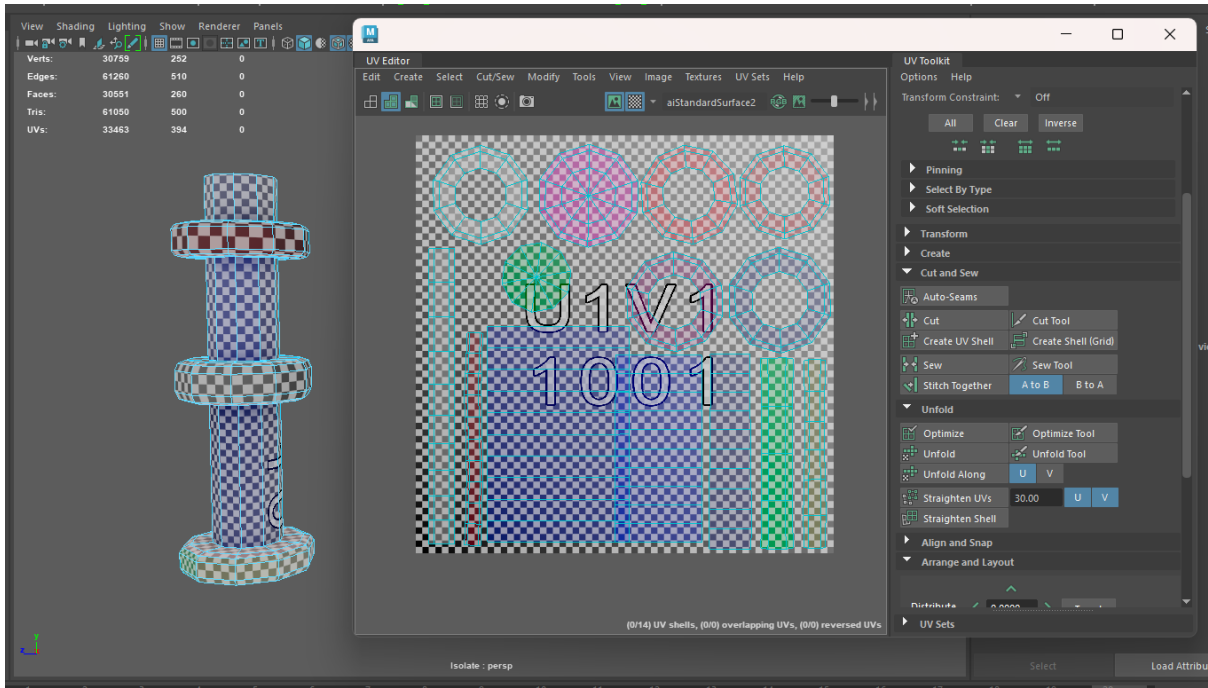 View Shading Lighting Show Renderer Panels
Verts: 30759 252 0
Edges: 61260 510 0
Faces: 30551 260 0
Tris: 61050 500 0
UVs: 33463 394 0
Isolate : persp
y
z
M
UV Editor
Edit Create Select Cut/Sew Modify Tools View Image Textures UV Sets Help
aiStandardSurface2
U1V1
1001
(0/14) UV shells, (0/0) overlapping UVs, (0/0) reversed UVs
UV Toolkit
Options Help
Transform Constraint: Off
All Clear Inverse
Pinning
Select By Type
Soft Selection
Transform
Create
Cut and Sew
Auto-Seams
Cut Cut Tool
Create UV Shell Create Shell (Grid)
Sew Sew Tool
Stitch Together A to B B to A
Unfold
Optimize Optimize Tool
Unfold Unfold Tool
Unfold Along U V
Straighten UVs 30.00 U V
Straighten Shell
Align and Snap
Arrange and Layout
Distribute 0.0000
UV Sets
Select Load Attribu